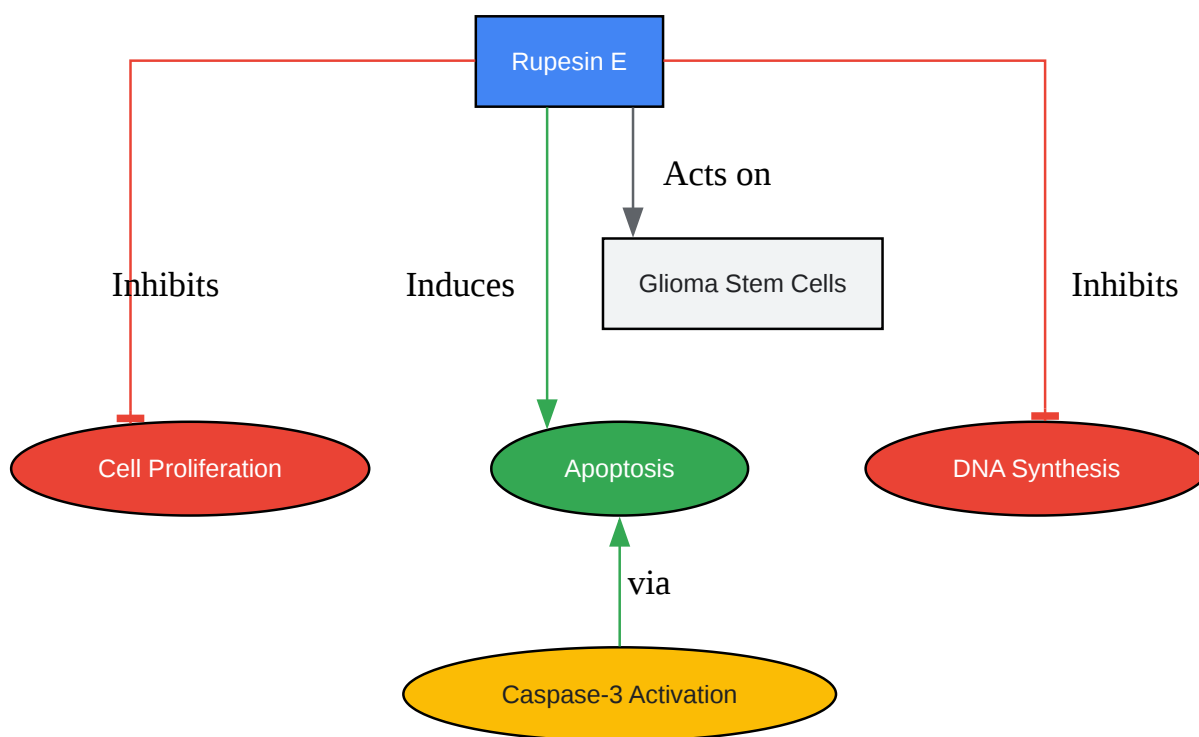 Rupesin E
Acts on
Inhibits
Induces
Glioma Stem Cells
Inhibits
Cell Proliferation
Apoptosis
DNA Synthesis
via
Caspase-3 Activation